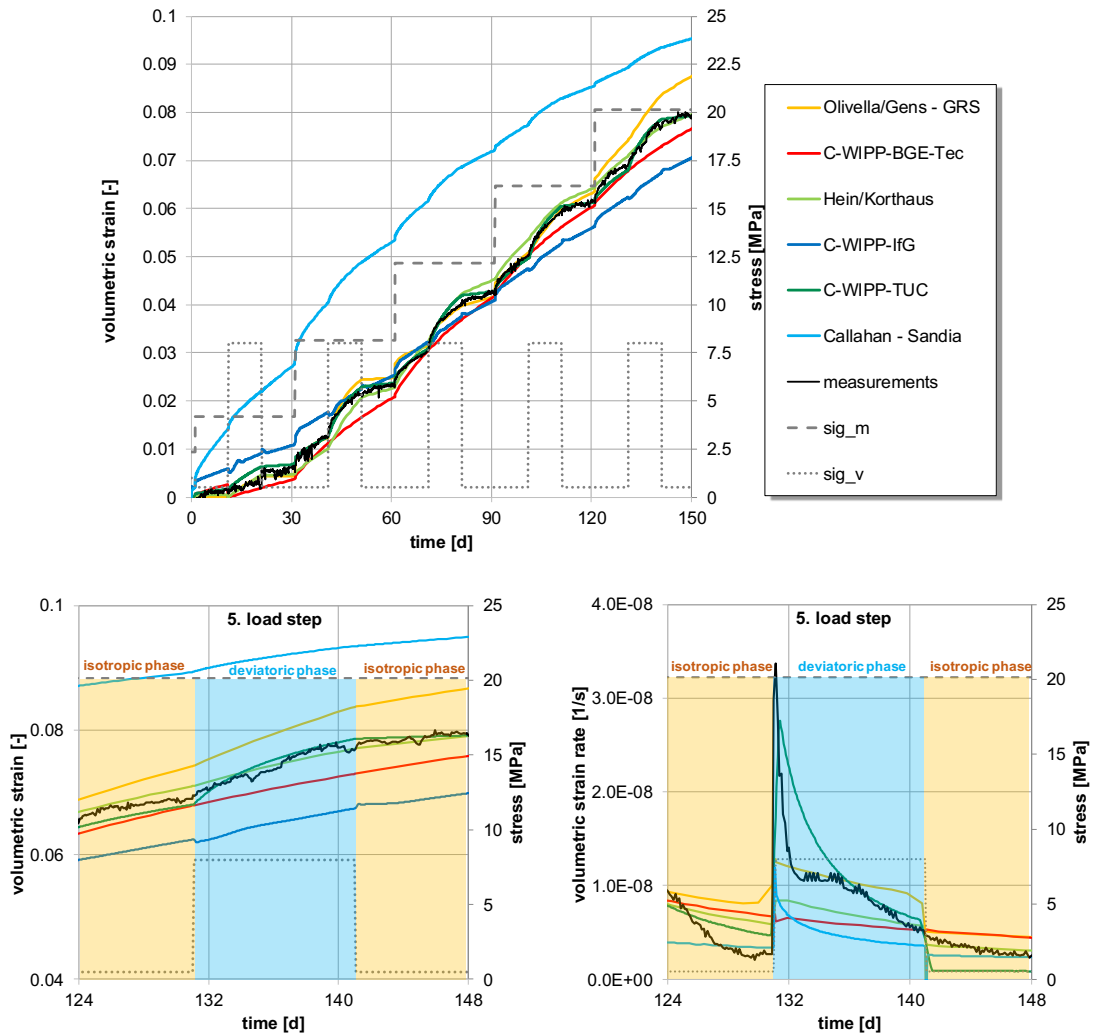 0.1
0.09
0.08
0.07
0.06
0.05
0.04
0.03
0.02
0.01
0
volumetric strain [-]
25
22.5
20
17.5
15
12.5
10
7.5
5
2.5
0
stress [MPa]
0 30 60 90 120 150
time [d]
Olivella/Gens - GRS
C-WIPP-BGE-Tec
Hein/Korthaus
C-WIPP-IfG
C-WIPP-TUC
Callahan - Sandia
measurements
sig_m
sig_v
5. load step
isotropic phase deviatoric phase isotropic phase
0.1
0.08
0.06
0.04
volumetric strain [-]
25
20
15
10
5
0
stress [MPa]
124 132 140 148
time [d]
5. load step
isotropic phase deviatoric phase isotropic phase
4.0E-08
3.0E-08
2.0E-08
1.0E-08
0.0E+00
volumetric strain rate [1/s]
25
20
15
10
5
0
stress [MPa]
124 132 140 148
time [d]